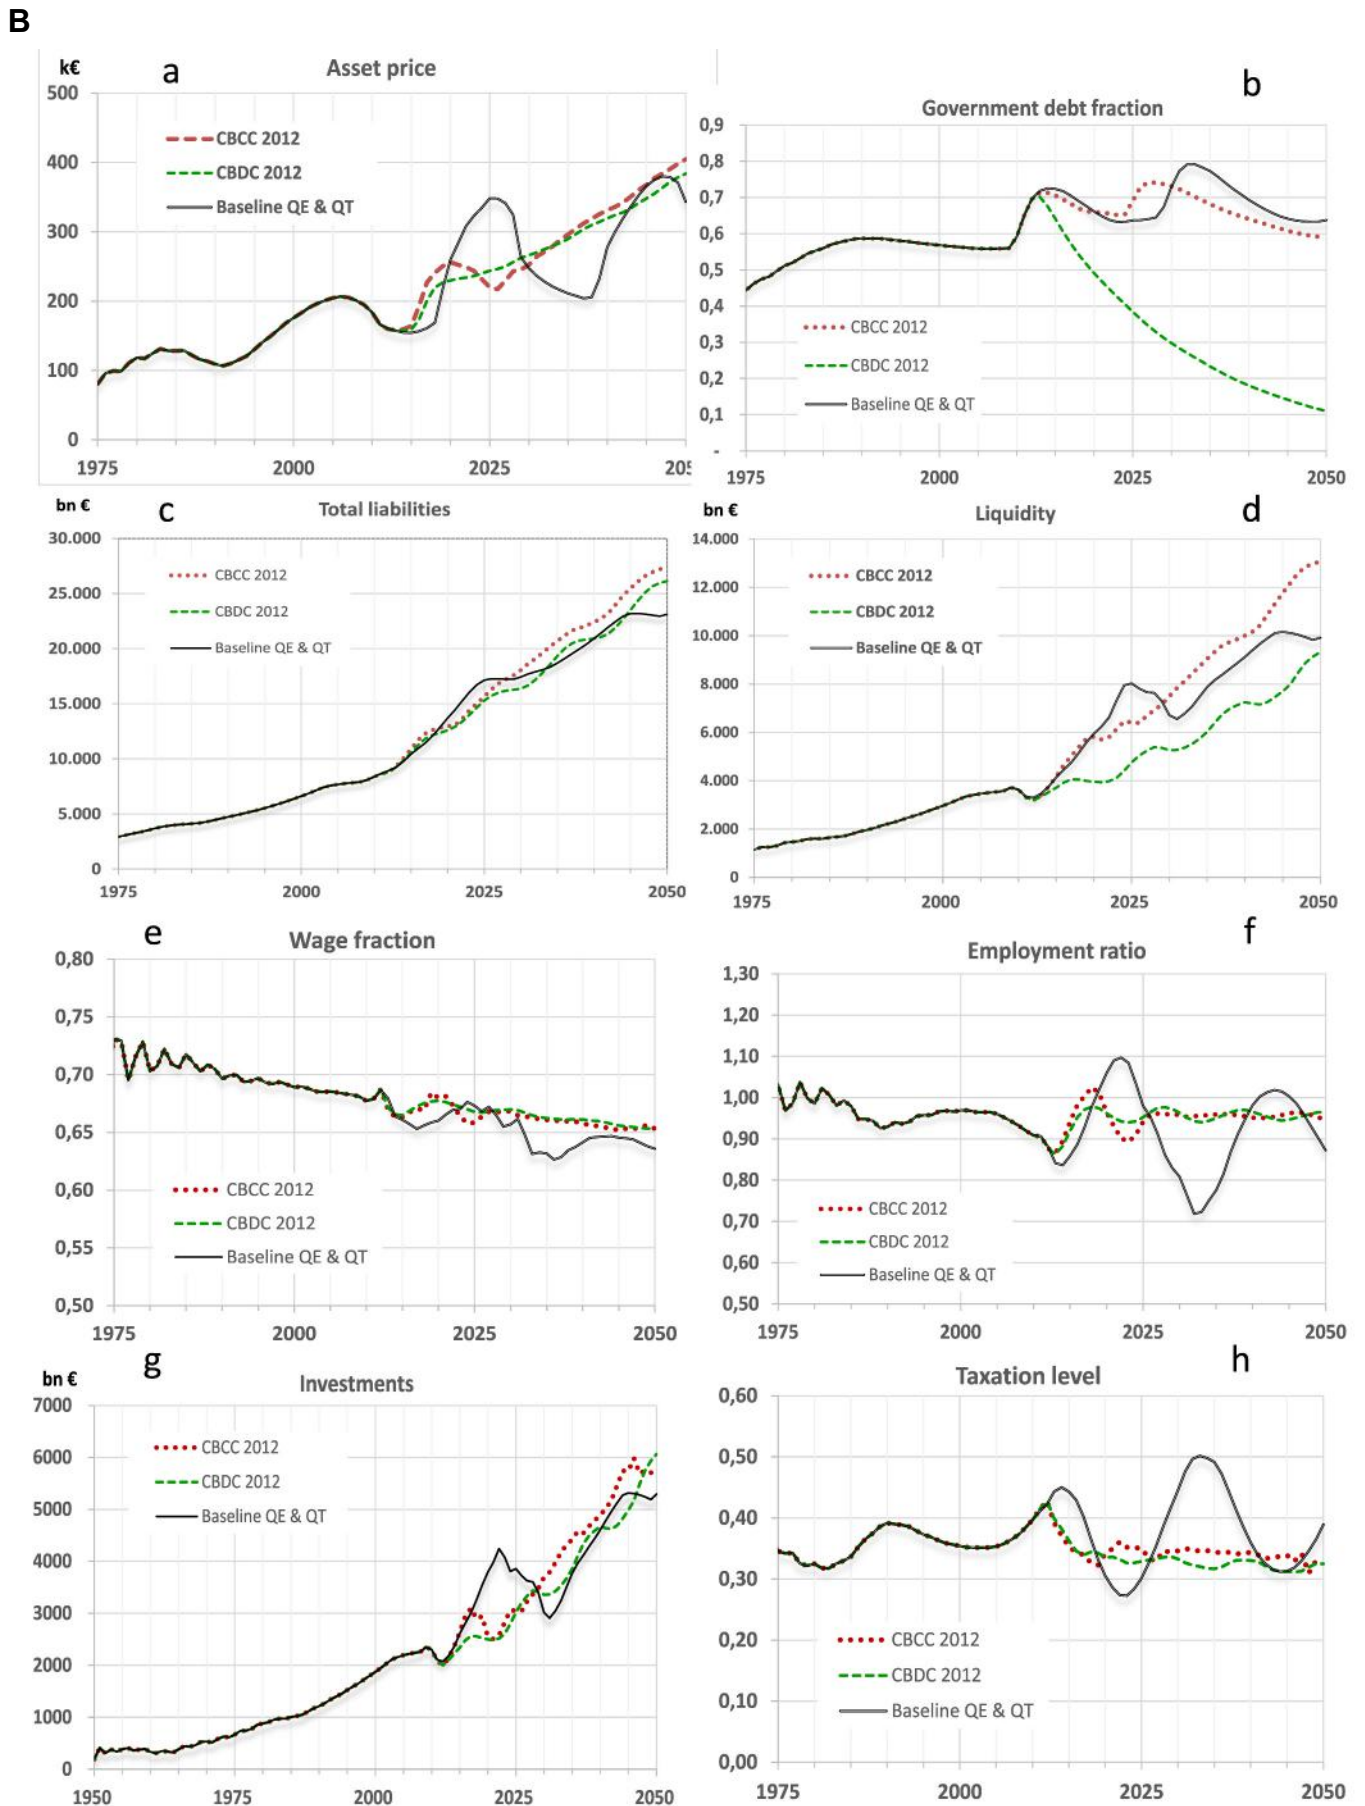 B
k€
a
Asset price
500
400
300
200
100
0
CBCC 2012
CBDC 2012
Baseline QE & QT
1975
2000
2025
205
b
Government debt fraction
0,9
0,8
0,7
0,6
0,5
0,4
0,3
0,2
0,1
-
CBCC 2012
CBDC 2012
Baseline QE & QT
1975
2000
2025
2050
bn €
c
Total liabilities
30.000
25.000
20.000
15.000
10.000
5.000
0
CBCC 2012
CBDC 2012
Baseline QE & QT
1975
2000
2025
2050
bn €
Liquidity
d
14.000
12.000
10.000
8.000
6.000
4.000
2.000
0
CBCC 2012
CBDC 2012
Baseline QE & QT
1975
2000
2025
2050
e
Wage fraction
0,80
0,75
0,70
0,65
0,60
0,55
0,50
CBCC 2012
CBDC 2012
Baseline QE & QT
1975
2000
2025
2050
f
Employment ratio
1,30
1,20
1,10
1,00
0,90
0,80
0,70
0,60
0,50
CBCC 2012
CBDC 2012
Baseline QE & QT
1975
2000
2025
2050
bn €
g
Investments
7000
6000
5000
4000
3000
2000
1000
0
CBCC 2012
CBDC 2012
Baseline QE & QT
1950
1975
2000
2025
2050
h
Taxation level
0,60
0,50
0,40
0,30
0,20
0,10
0,00
CBCC 2012
CBDC 2012
Baseline QE & QT
1975
2000
2025
2050